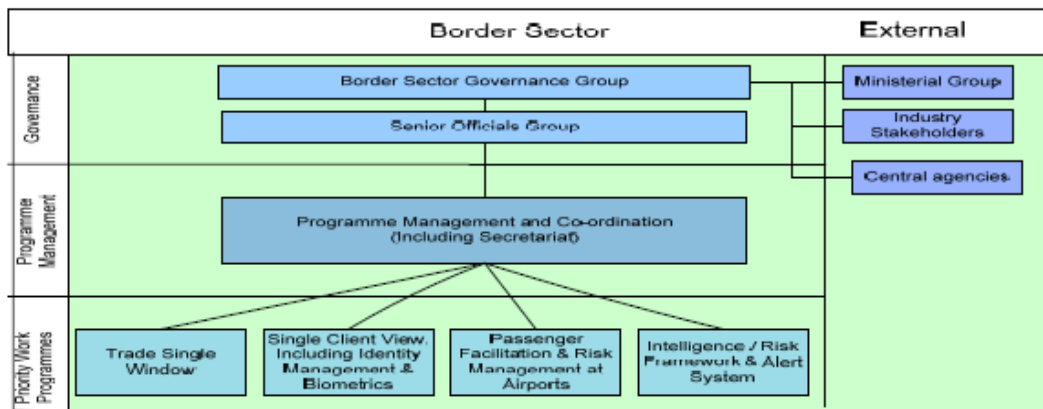 Border Sector
External
Governance
Border Sector Governance Group
Ministerial Group
Senior Officials Group
Industry
Stakeholders
Central agencies
Programme
Management
Programme Management and Co-ordination
(Including Secretariat)
Priority Work
Programmes
Trade Single
Window
Single Client View,
Including Identity
Management &
Biometrics
Passenger
Facilitation & Risk
Management at
Airports
Intelligence / Risk
Framework & Alert
System